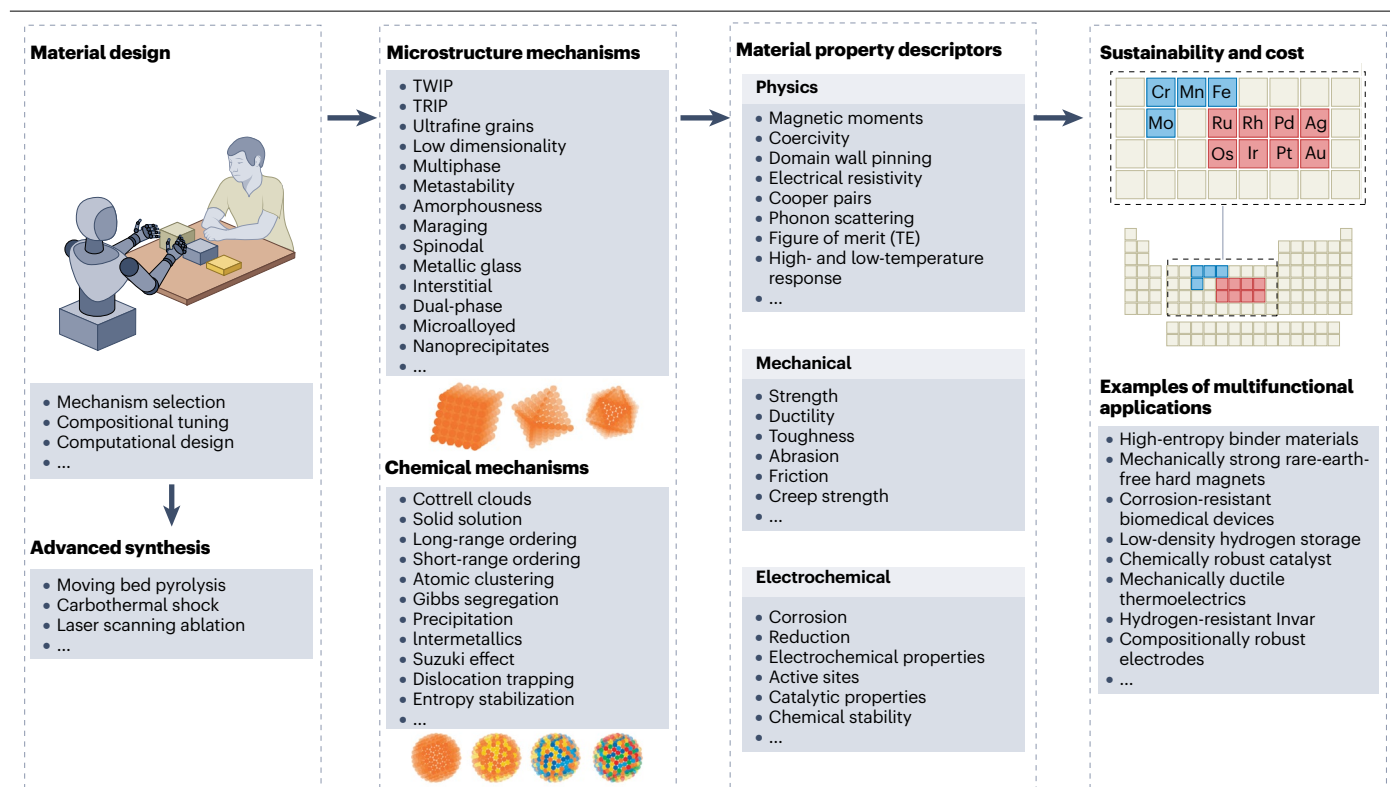 Material design
• Mechanism selection
• Compositional tuning
• Computational design
• ...
Advanced synthesis
• Moving bed pyrolysis
• Carbothermal shock
• Laser scanning ablation
• ...
Microstructure mechanisms
• TWIP
• TRIP
• Ultrafine grains
• Low dimensionality
• Multiphase
• Metastability
• Amorphousness
• Maraging
• Spinodal
• Metallic glass
• Interstitial
• Dual-phase
• Microalloyed
• Nanoprecipitates
• ...
Chemical mechanisms
• Cottrell clouds
• Solid solution
• Long-range ordering
• Short-range ordering
• Atomic clustering
• Gibbs segregation
• Precipitation
• Intermetallics
• Suzuki effect
• Dislocation trapping
• Entropy stabilization
• ...
Material property descriptors
Physics
• Magnetic moments
• Coercivity
• Domain wall pinning
• Electrical resistivity
• Cooper pairs
• Phonon scattering
• Figure of merit (TE)
• High- and low-temperature
response
• ...
Mechanical
• Strength
• Ductility
• Toughness
• Abrasion
• Friction
• Creep strength
• ...
Electrochemical
• Corrosion
• Reduction
• Electrochemical properties
• Active sites
• Catalytic properties
• Chemical stability
• ...
Sustainability and cost
Cr Mn Fe
Mo Ru Rh Pd Ag
Os Ir Pt Au
Examples of multifunctional
applications
• High-entropy binder materials
• Mechanically strong rare-earth-
free hard magnets
• Corrosion-resistant
biomedical devices
• Low-density hydrogen storage
• Chemically robust catalyst
• Mechanically ductile
thermoelectrics
• Hydrogen-resistant Invar
• Compositionally robust
electrodes
• ...